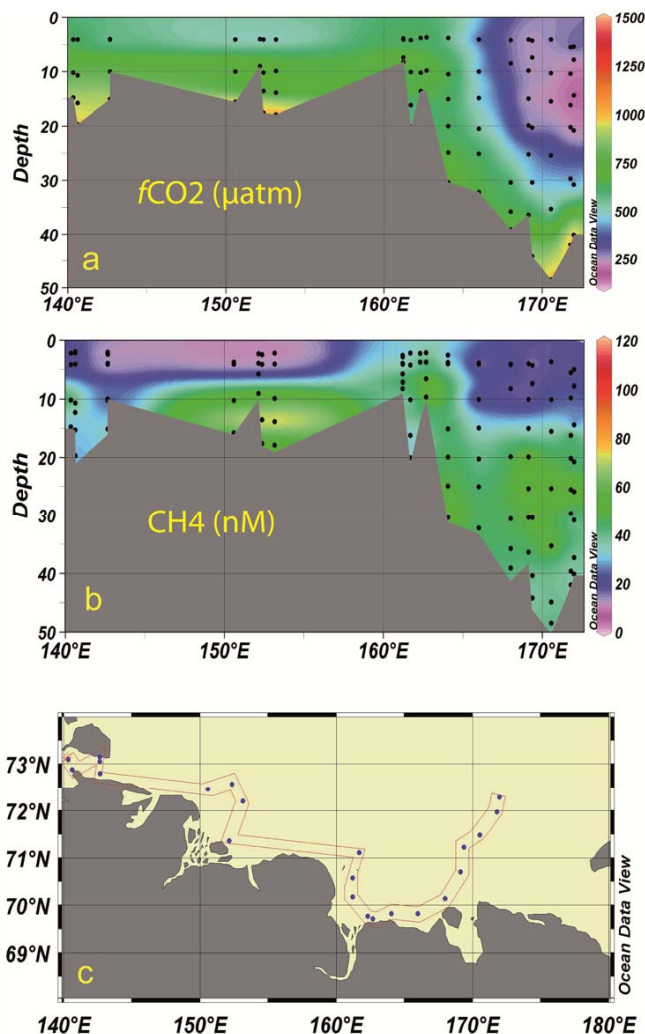 a
0
10
20
30
40
50
Depth
fCO2 (µatm)
140°E 150°E 160°E 170°E
1500
1250
1000
750
500
250
Ocean Data View
b
0
10
20
30
40
50
Depth
CH4 (nM)
140°E 150°E 160°E 170°E
120
100
80
60
40
20
0
Ocean Data View
73°N
72°N
71°N
70°N
69°N
c
140°E 150°E 160°E 170°E 180°E
Ocean Data View